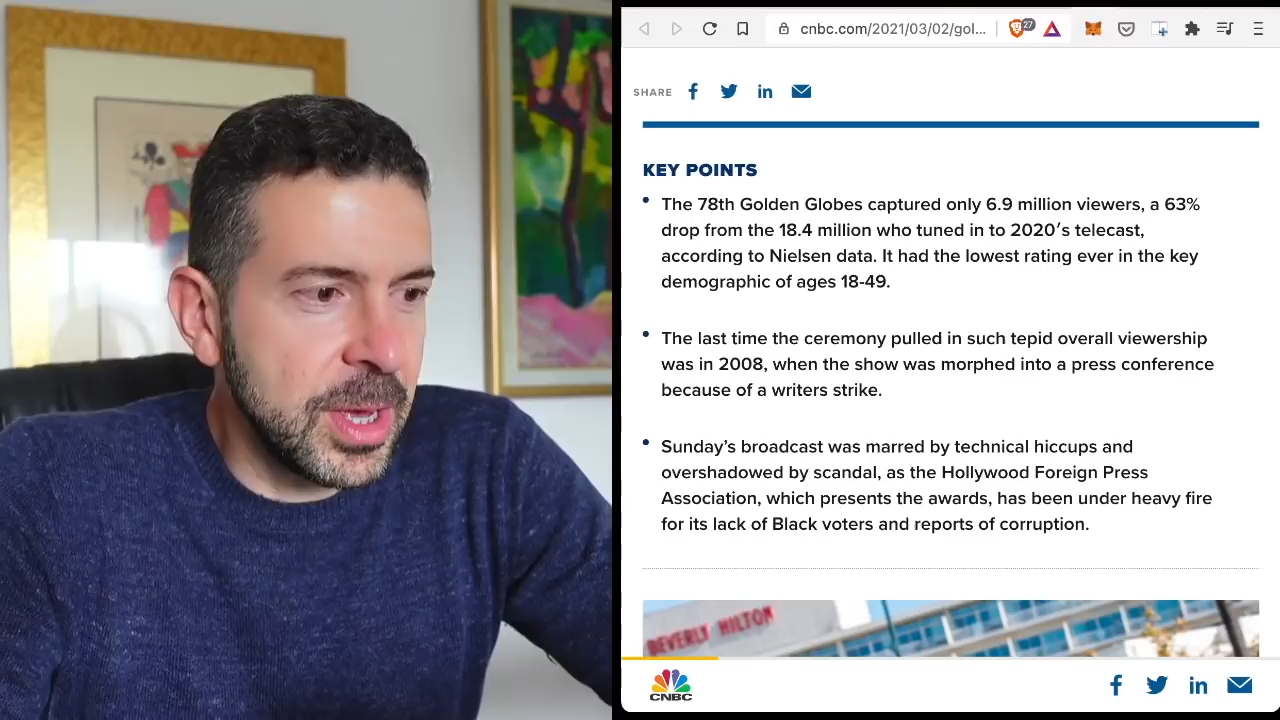 cnbc.com/2021/03/02/gol...
27
SHARE
KEY POINTS
The 78th Golden Globes captured only 6.9 million viewers, a 63%
drop from the 18.4 million who tuned in to 2020′s telecast,
according to Nielsen data. It had the lowest rating ever in the key
demographic of ages 18-49.
The last time the ceremony pulled in such tepid overall viewership
was in 2008, when the show was morphed into a press conference
because of a writers strike.
Sunday’s broadcast was marred by technical hiccups and
overshadowed by scandal, as the Hollywood Foreign Press
Association, which presents the awards, has been under heavy fire
for its lack of Black voters and reports of corruption.
BEVERLY HILTON
CNBC